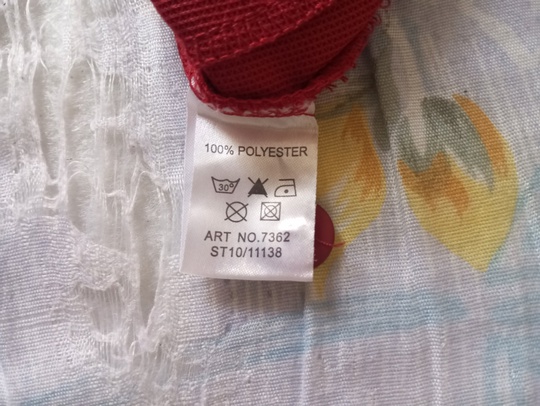 100% POLYESTER
30°
ART NO.7362
ST10/11138